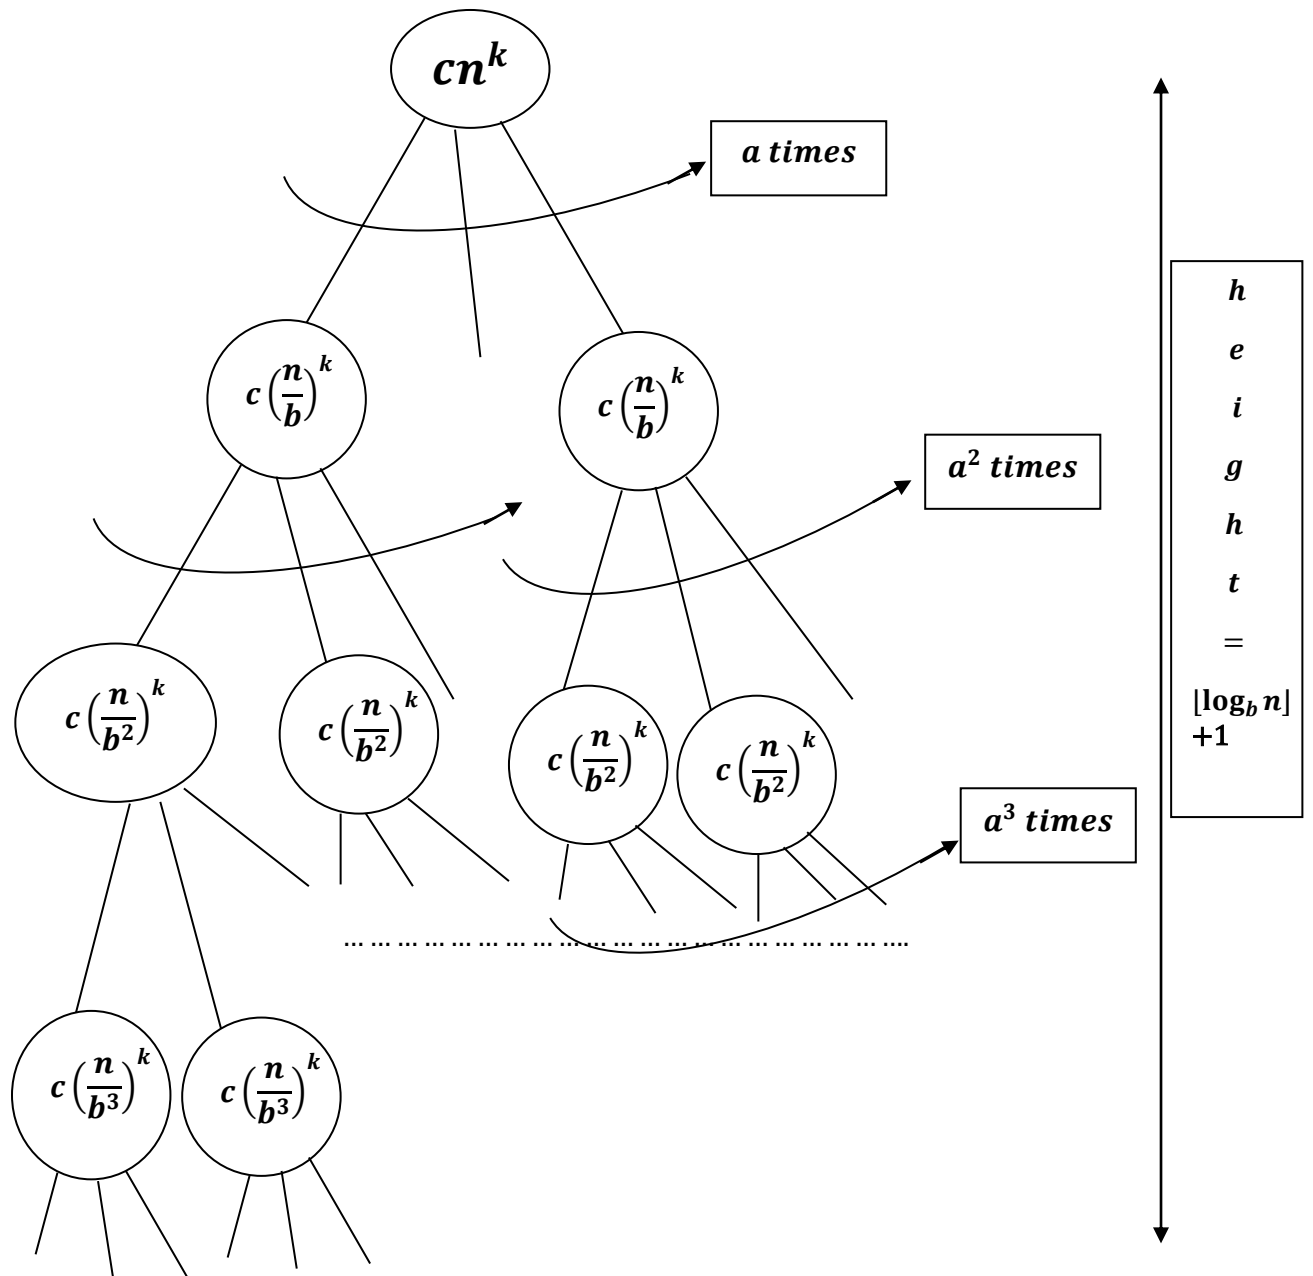 cn^k
a times
c(n/b)^k
c(n/b)^k
a^2 times
c(n/b^2)^k
c(n/b^2)^k
c(n/b^2)^k
c(n/b^2)^k
a^3 times
... ... ... ... ... ... ... ... ... ... ... ... ... ... ... ... ... ... ... ... ....
c(n/b^3)^k
c(n/b^3)^k
h
e
i
g
h
t
=
⌊log_b n⌋
+1